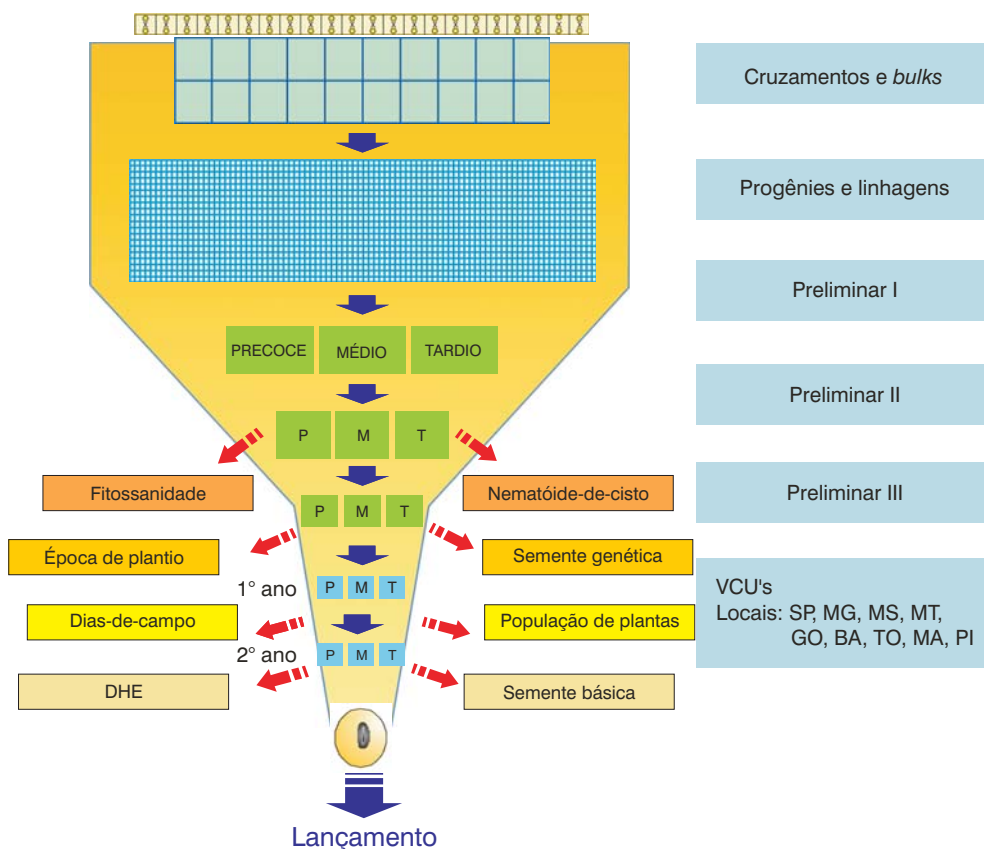 Cruzamentos e bulks
Progênies e linhagens
Preliminar I
PRECOCE
MÉDIO
TARDIO
Preliminar II
P
M
T
Fitossanidade
Nematóide-de-cisto
Preliminar III
P
M
T
Época de plantio
Semente genética
1° ano
P
M
T
VCU's
Locais: SP, MG, MS, MT,
GO, BA, TO, MA, PI
Dias-de-campo
População de plantas
2° ano
P
M
T
DHE
Semente básica
Lançamento